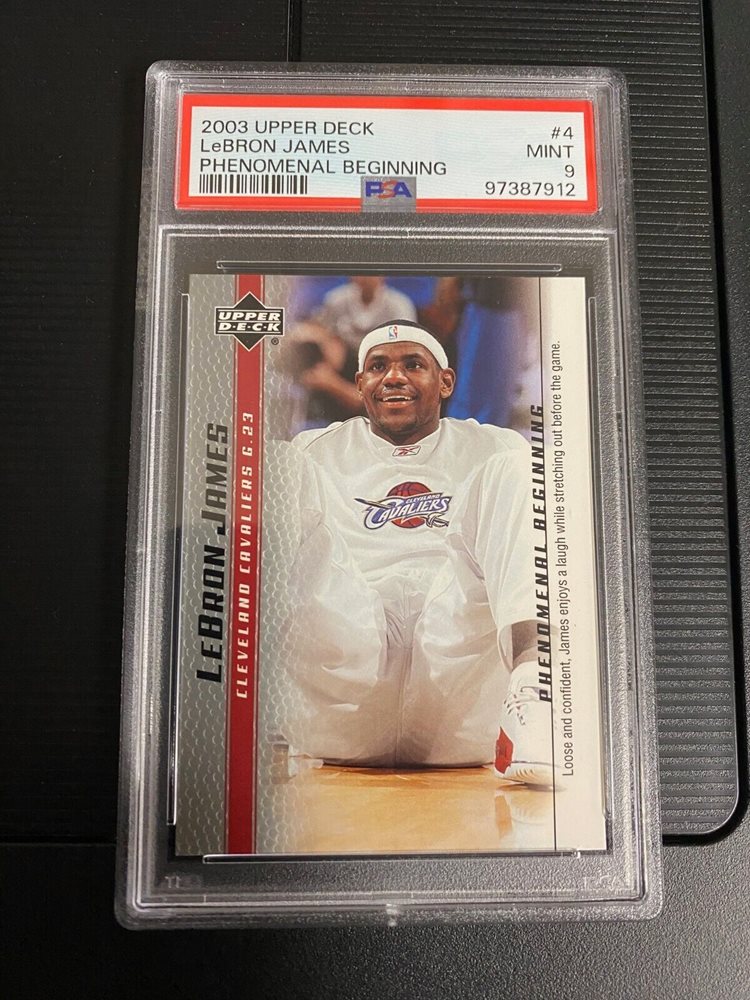 2003 UPPER DECK
#4
LeBRON JAMES
MINT
PHENOMENAL BEGINNING
9
PSA
97387912
UPPER
D·E·C·K
®
LEBRON JAMES
CLEVELAND CAVALIERS G.23
CLEVELAND
CAVALIERS
PHENOMENAL BEGINNING
Loose and confident, James enjoys a laugh while stretching out before the game.